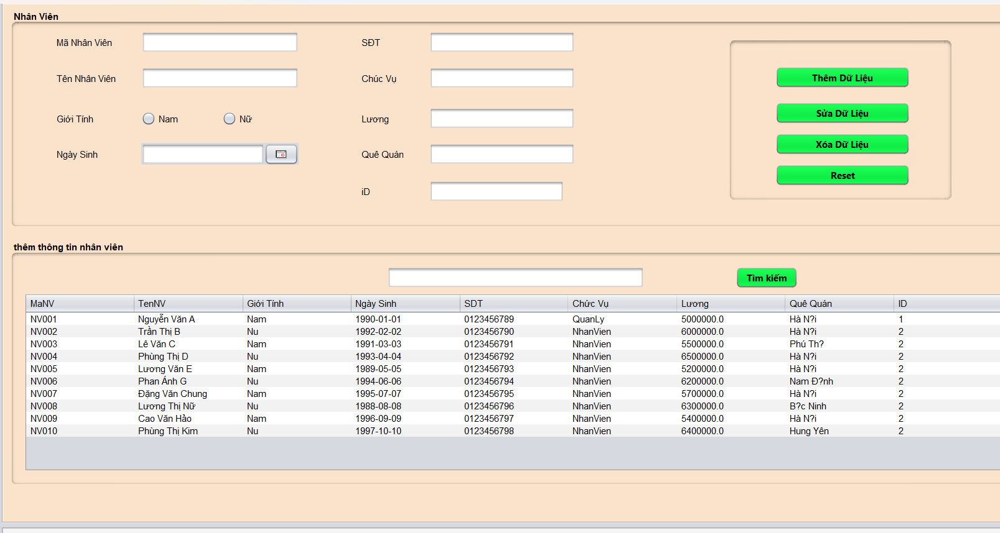 Nhân Viên
Mã Nhân Viên
SĐT
Tên Nhân Viên
Chúc Vụ
Thêm Dữ Liệu
Giới Tính
Nam
Nữ
Lương
Sửa Dữ Liệu
Ngày Sinh
Quê Quán
Xóa Dữ Liệu
iD
Reset
thêm thông tin nhân viên
Tìm kiếm
MaNV TenNV Giới Tính Ngày Sinh SDT Chức Vụ Lương Quê Quán ID
NV001 Nguyễn Văn A Nam 1990-01-01 0123456789 QuanLy 5000000.0 Hà N?i 1
NV002 Trần Thị B Nu 1992-02-02 0123456790 NhanVien 6000000.0 Hà N?i 2
NV003 Lê Văn C Nam 1991-03-03 0123456791 NhanVien 5500000.0 Phú Th? 2
NV004 Phùng Thị D Nu 1993-04-04 0123456792 NhanVien 6500000.0 Hà N?i 2
NV005 Lương Văn E Nam 1989-05-05 0123456793 NhanVien 5200000.0 Hà N?i 2
NV006 Phan Ánh G Nu 1994-06-06 0123456794 NhanVien 6200000.0 Nam Đ?nh 2
NV007 Đặng Văn Chung Nam 1995-07-07 0123456795 NhanVien 5700000.0 Hà N?i 2
NV008 Lương Thị Nữ Nu 1988-08-08 0123456796 NhanVien 6300000.0 B?c Ninh 2
NV009 Cao Văn Hảo Nam 1996-09-09 0123456797 NhanVien 5400000.0 Hà N?i 2
NV010 Phùng Thị Kim Nu 1997-10-10 0123456798 NhanVien 6400000.0 Hung Yên 2